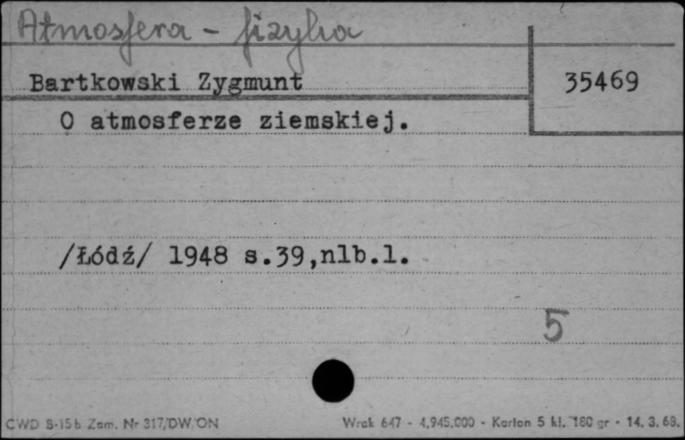 Atmosfera - fizyka
Bartkowski Zygmunt
35469
O atmosferze ziemskiej.
/Łódź/ 1948 s.39,nlb.1.
5
CWD S-15b Zam. Nr 317/DW/ON
Wrak 647 - 4.945.000 - Karton 5 kl. 180 gr - 14. 3. 68.